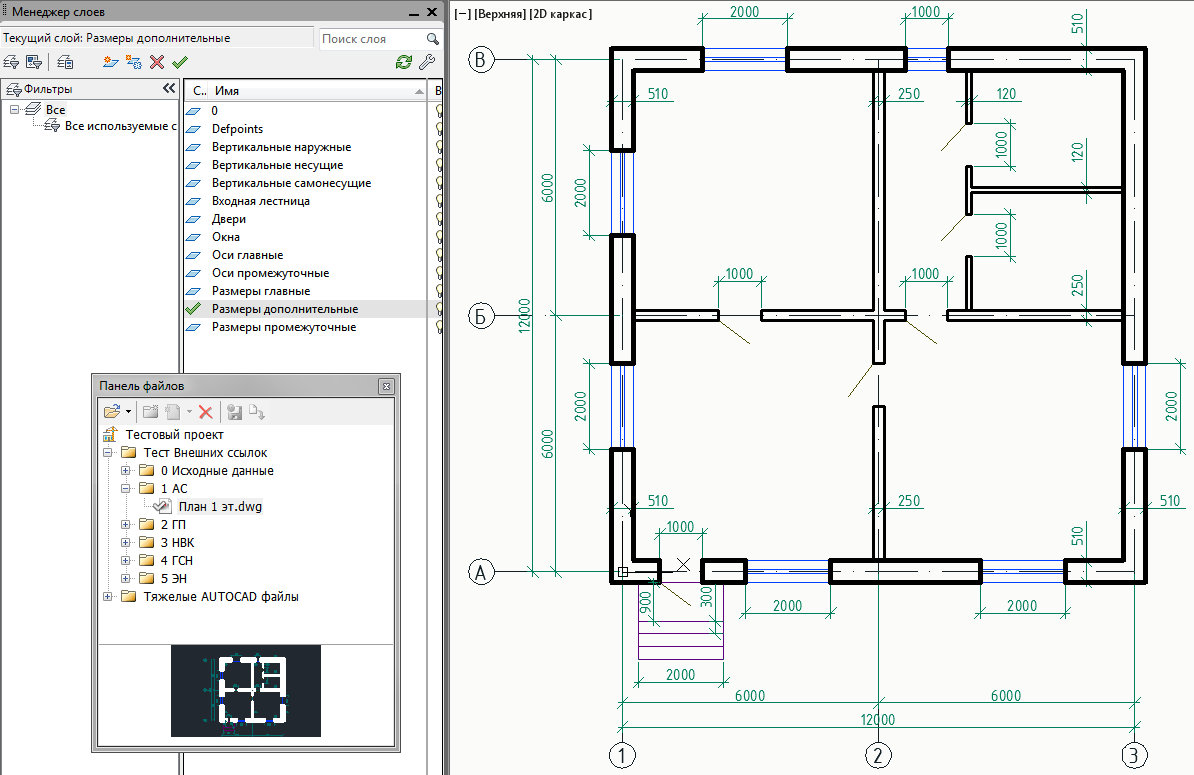 Менеджер слоев
Текущий слой: Размеры дополнительные
Поиск слоя
Фильтры
Все
Все используемые с
С..
Имя
В
0
Defpoints
Вертикальные наружные
Вертикальные несущие
Вертикальные самонесущие
Входная лестница
Двери
Окна
Оси главные
Оси промежуточные
Размеры главные
Размеры дополнительные
Размеры промежуточные
Панель файлов
Тестовый проект
Тест Внешних ссылок
0 Исходные данные
1 АС
План 1 эт.dwg
2 ГП
3 НВК
4 ГСН
5 ЭН
Тяжелые AUTOCAD файлы
[−] [Верхняя] [2D каркас]
2000
1000
510
В
510
250
120
1000
120
6000
2000
1000
250
1000
1000
Б
12000
2000
2000
6000
510
250
510
1000
510
А
900
300
2000
2000
2000
6000
6000
12000
1
2
3